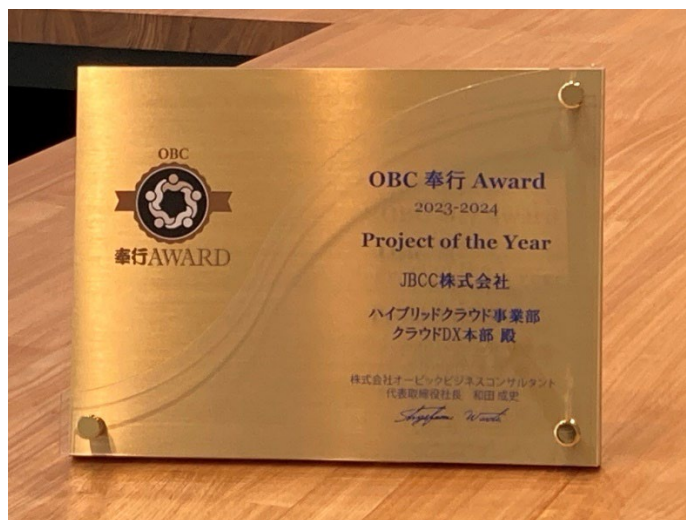 OBC
奉行AWARD
OBC 奉行 Award
2023-2024
Project of the Year
JBCC株式会社
ハイブリッドクラウド事業部
クラウドDX本部 殿
株式会社オービックビジネスコンサルタント
代表取締役社長 和田 成史
Shigefumi Wada